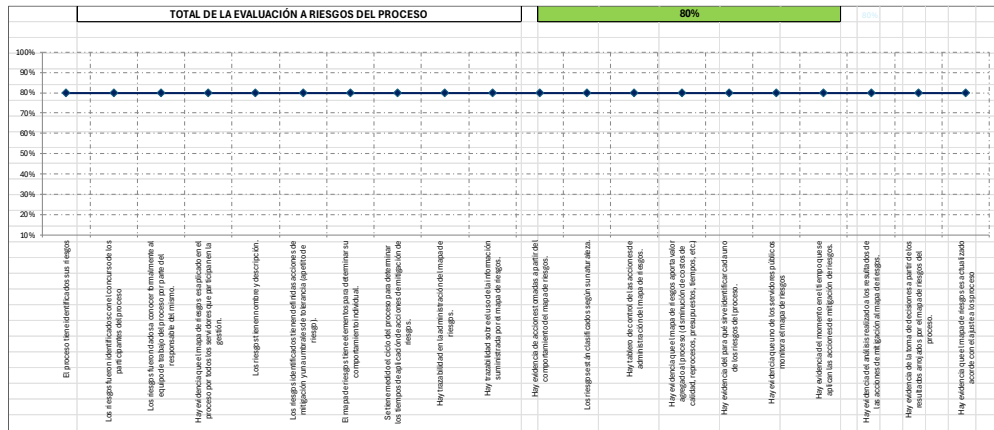 TOTAL DE LA EVALUACIÓN A RIESGOS DEL PROCESO
80%
80%
100%
90%
80%
70%
60%
50%
40%
30%
20%
10%
El proceso tiene identificados sus riesgos
Los riesgos fueron identificados con el concurso de los
participantes del proceso
Los riesgos fueron dados a conocer formalmente al
equipo de trabajo del proceso por parte del
responsable del mismo.
Hay evidencia que el mapa de riesgos es aplicado en el
proceso por todos los servidores que participan en la
gestión.
Los riesgos tienen nombre y descripción.
Los riesgos identificados tienen definidas acciones de
mitigación y un umbral es de tolerancia (apetito de
riesgo).
El mapa de riesgos tiene elementos para determinar su
comportamiento individual.
Se tiene medido el ciclo del proceso para determinar
los tiempos de aplicación de acciones de mitigación de
riesgos.
Hay trazabilidad en la administración del mapa de
riesgos.
Hay trazabilidad sobre el uso de la información
suministrada por el mapa de riesgos.
Hay evidencia de acciones tomadas a partir del
comportamiento del mapa de riesgos.
Los riesgos están clasificados según su naturaleza.
Hay tablero de control de las acciones de
administración del mapa de riesgos.
Hay evidencia que el mapa de riesgos aporta valor
agregado al proceso (disminución de costos de
calidad, reprocesos, presupuestos, tiempos, etc.)
Hay evidencia del para qué sirve identificar cada uno
de los riesgos del proceso.
Hay evidencia que uno de los servidores públicos
monitorea el mapa de riesgos
Hay evidencia del momento en el tiempo que se
aplican las acciones de mitigación de riesgos.
Hay evidencia del análisis realizado a los resultados de
las acciones de mitigación al mapa de riesgos.
Hay evidencia de la toma de decisiones a partir de los
resultados arrojados por el mapa de riesgos del
proceso.
Hay evidencia que el mapa de riesgos es actualizado
acorde con el ajuste a los proceso